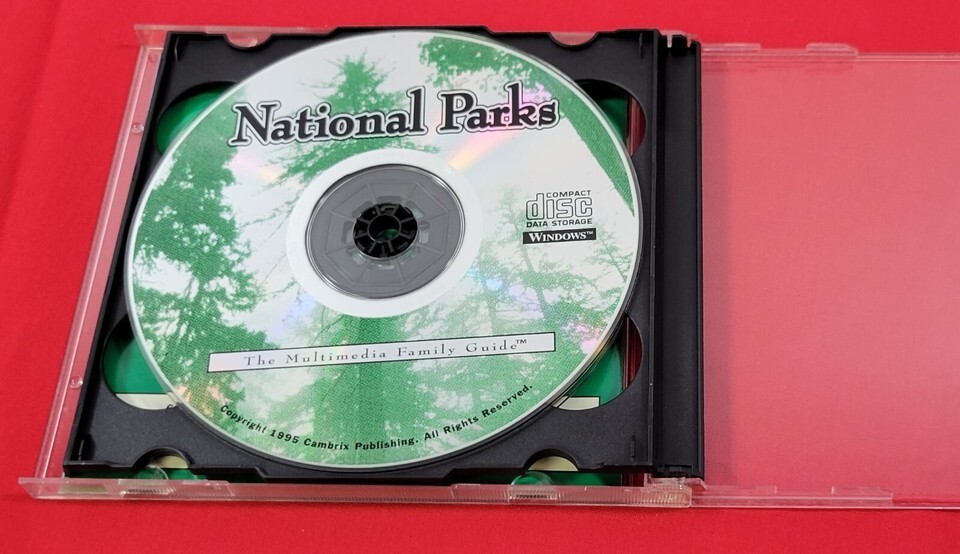 National Parks
COMPACT
disc
DATA STORAGE
WINDOWS™
The Multimedia Family Guide™
Copyright 1995 Cambrix Publishing. All Rights Reserved.